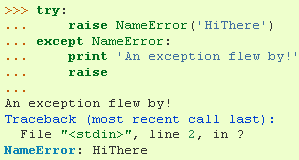 >>> try:
...     raise NameError('HiThere')
... except NameError:
...     print 'An exception flew by!'
...     raise
...
An exception flew by!
Traceback (most recent call last):
  File "<stdin>", line 2, in ?
NameError: HiThere